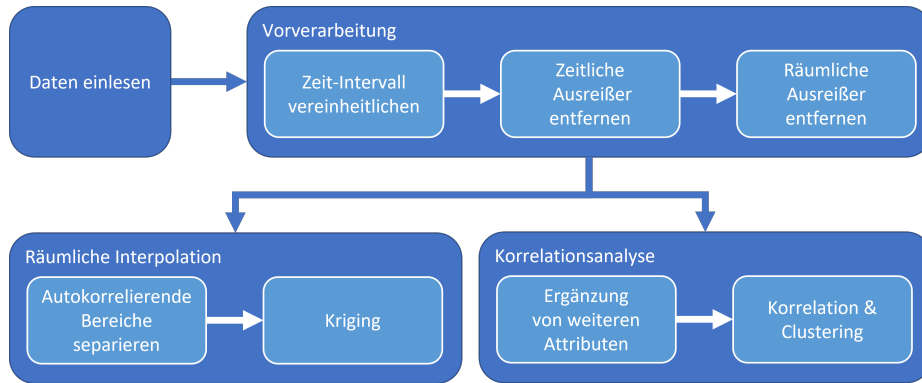 Daten einlesen
Vorverarbeitung
Zeit-Intervall
vereinheitlichen
Zeitliche
Ausreißer
entfernen
Räumliche
Ausreißer
entfernen
Räumliche Interpolation
Autokorrelierende
Bereiche
separieren
Kriging
Korrelationsanalyse
Ergänzung
von weiteren
Attributen
Korrelation &
Clustering